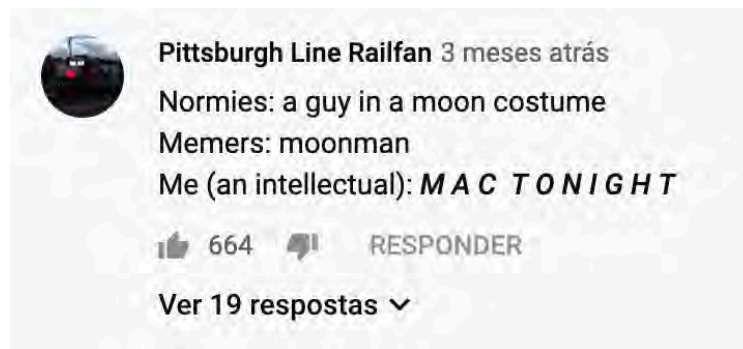 Pittsburgh Line Railfan 3 meses atrás
Normies: a guy in a moon costume
Memers: moonman
Me (an intellectual): M A C T O N I G H T
664 RESPONDER
Ver 19 respostas